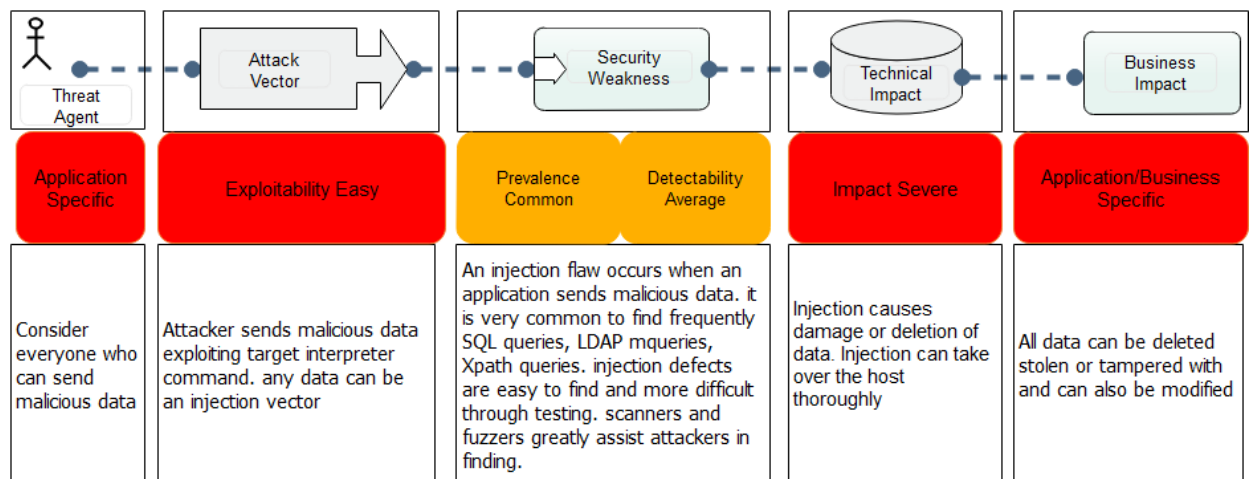 Threat
Agent
Attack
Vector
Security
Weakness
Technical
Impact
Business
Impact
Application
Specific
Exploitability Easy
Prevalence
Common
Detectability
Average
Impact Severe
Application/Business
Specific
Consider
everyone who
can send
malicious data
Attacker sends malicious data
exploiting target interpreter
command. any data can be
an injection vector
An injection flaw occurs when an
application sends malicious data. it
is very common to find frequently
SQL queries, LDAP mqueries,
Xpath queries. injection defects
are easy to find and more difficult
through testing. scanners and
fuzzers greatly assist attackers in
finding.
Injection causes
damage or deletion of
data. Injection can take
over the host
thoroughly
All data can be deleted
stolen or tampered with
and can also be modified